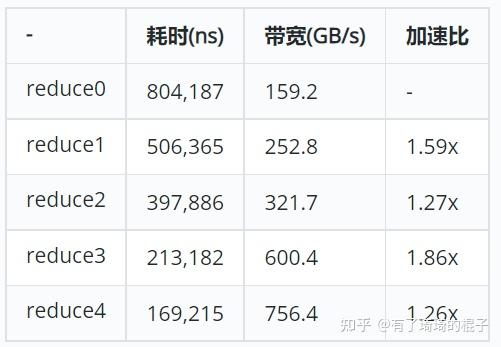 - 耗时(ns) 带宽(GB/s) 加速比
reduce0 804,187 159.2 -
reduce1 506,365 252.8 1.59x
reduce2 397,886 321.7 1.27x
reduce3 213,182 600.4 1.86x
reduce4 169,215 756.4 1.26x
知乎 @有了琦琦的棍子